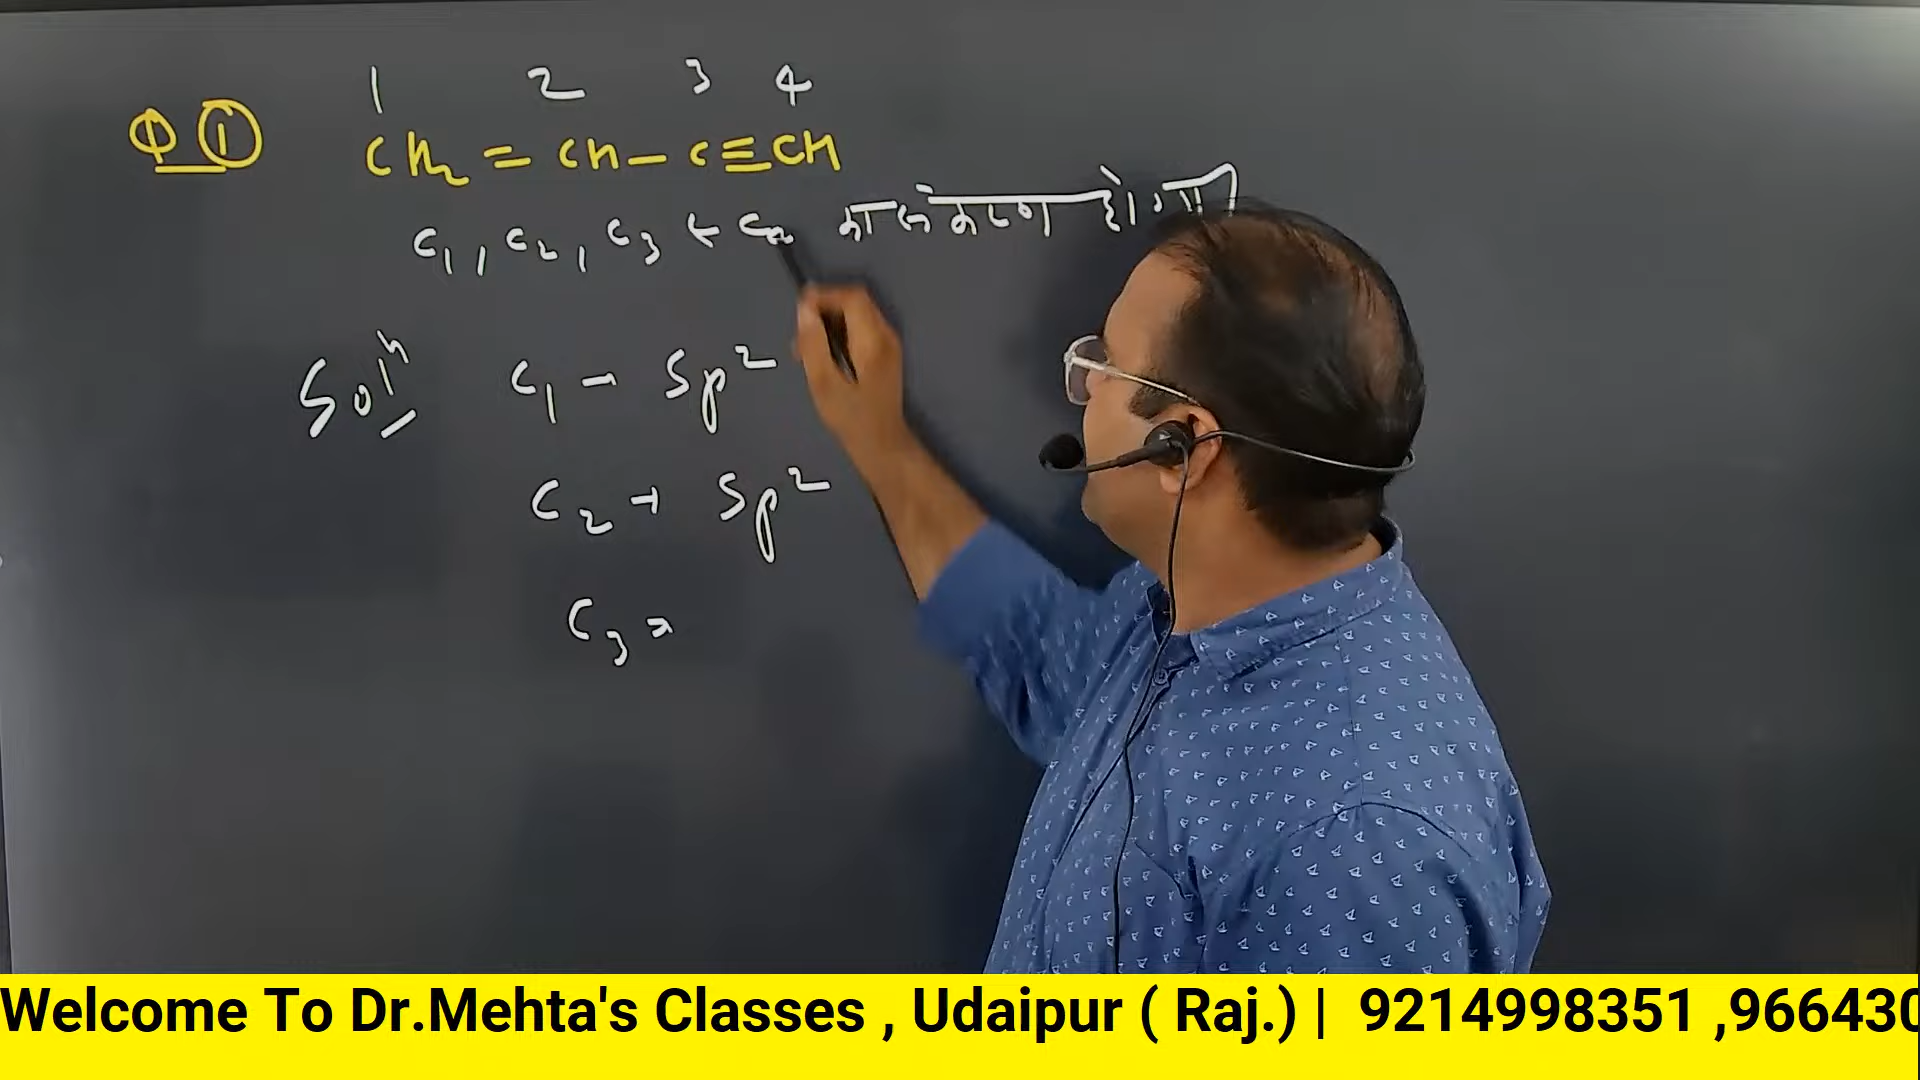 1 2 3 4
Q ① CH2 = CH - C ≡ CH
C1, C2, C3 & C4 का संकरण होगा
Soln C1 - Sp²
C2 → Sp²
C3 =
Welcome To Dr.Mehta's Classes , Udaipur ( Raj.) | 9214998351 ,966430